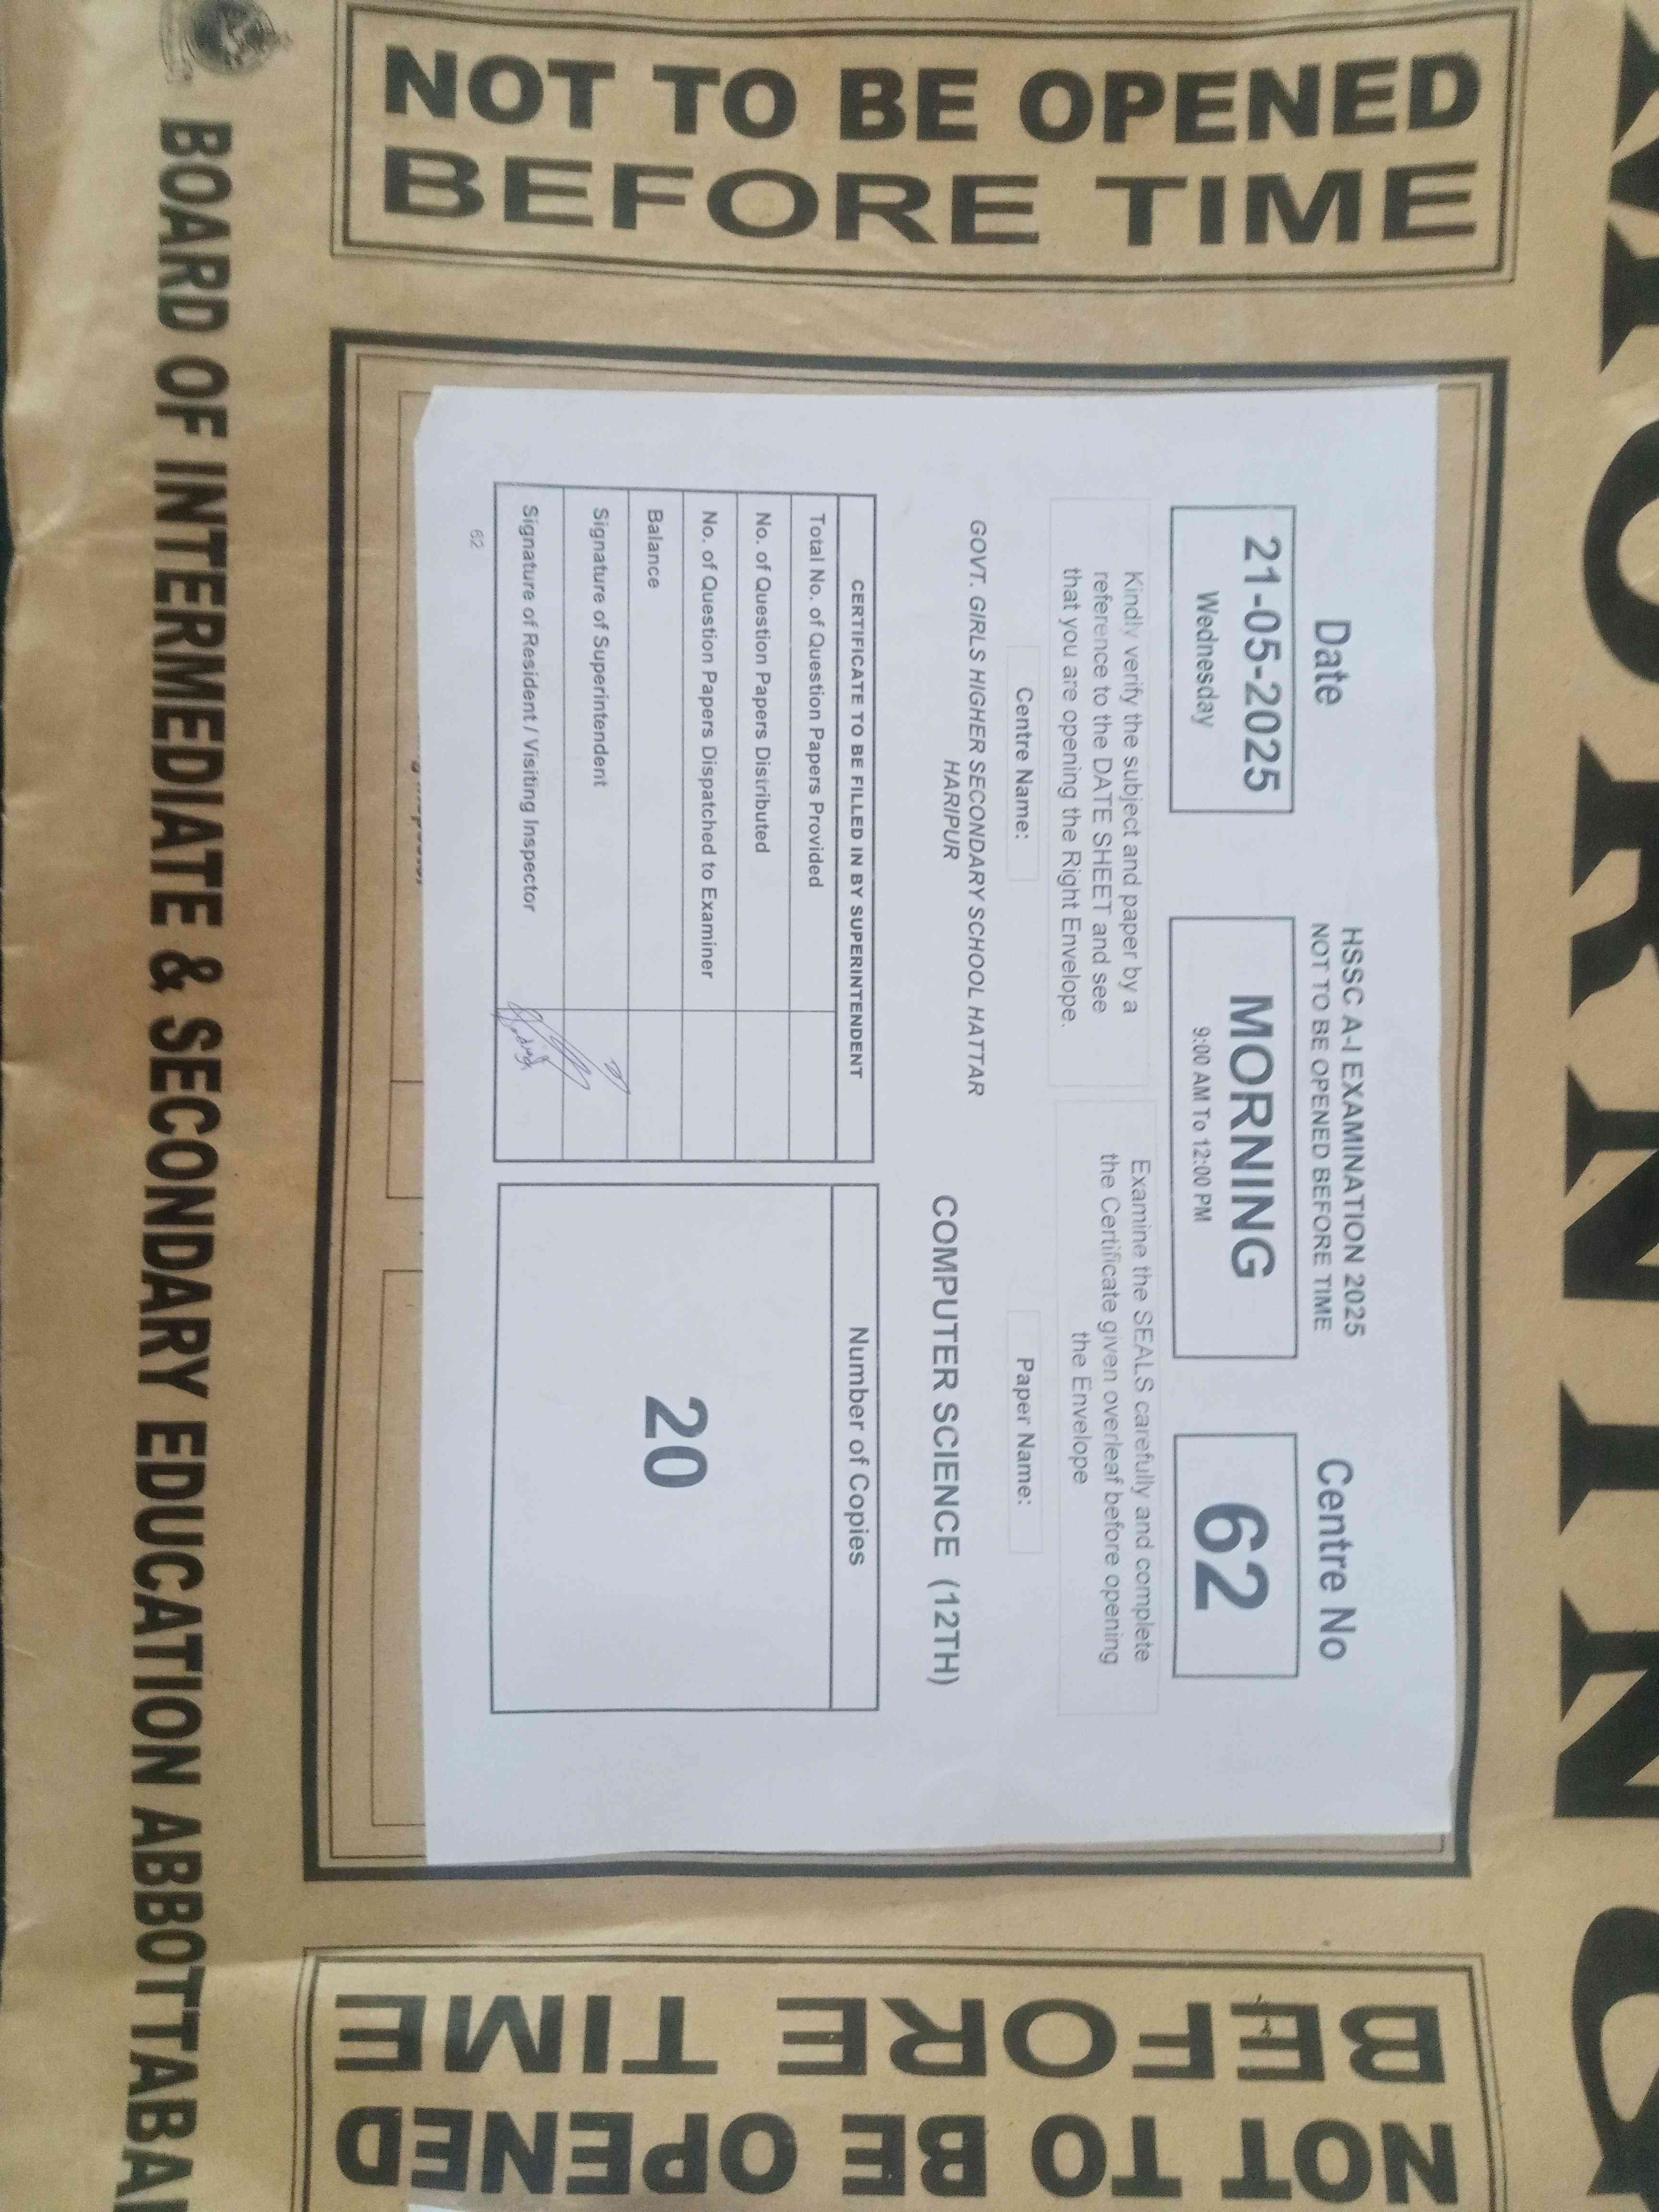 MORNING
NOT TO BE OPENED
BEFORE TIME
HSSC A-I EXAMINATION 2025
NOT TO BE OPENED BEFORE TIME
Date
21-05-2025
Wednesday
MORNING
9:00 AM To 12:00 PM
Centre No
62
Kindly verify the subject and paper by a
reference to the DATE SHEET and see
that you are opening the Right Envelope.
Examine the SEALS carefully and complete
the Certificate given overleaf before opening
the Envelope
Centre Name:
GOVT. GIRLS HIGHER SECONDARY SCHOOL HATTAR
HARIPUR
Paper Name:
COMPUTER SCIENCE (12TH)
CERTIFICATE TO BE FILLED IN BY SUPERINTENDENT
Total No. of Question Papers Provided
No. of Question Papers Distributed
No. of Question Papers Dispatched to Examiner
Balance
Signature of Superintendent
Signature of Resident / Visiting Inspector
62
Number of Copies
20
NOT TO BE OPENED
BEFORE TIME
BOARD OF INTERMEDIATE & SECONDARY EDUCATION ABBOTTABA